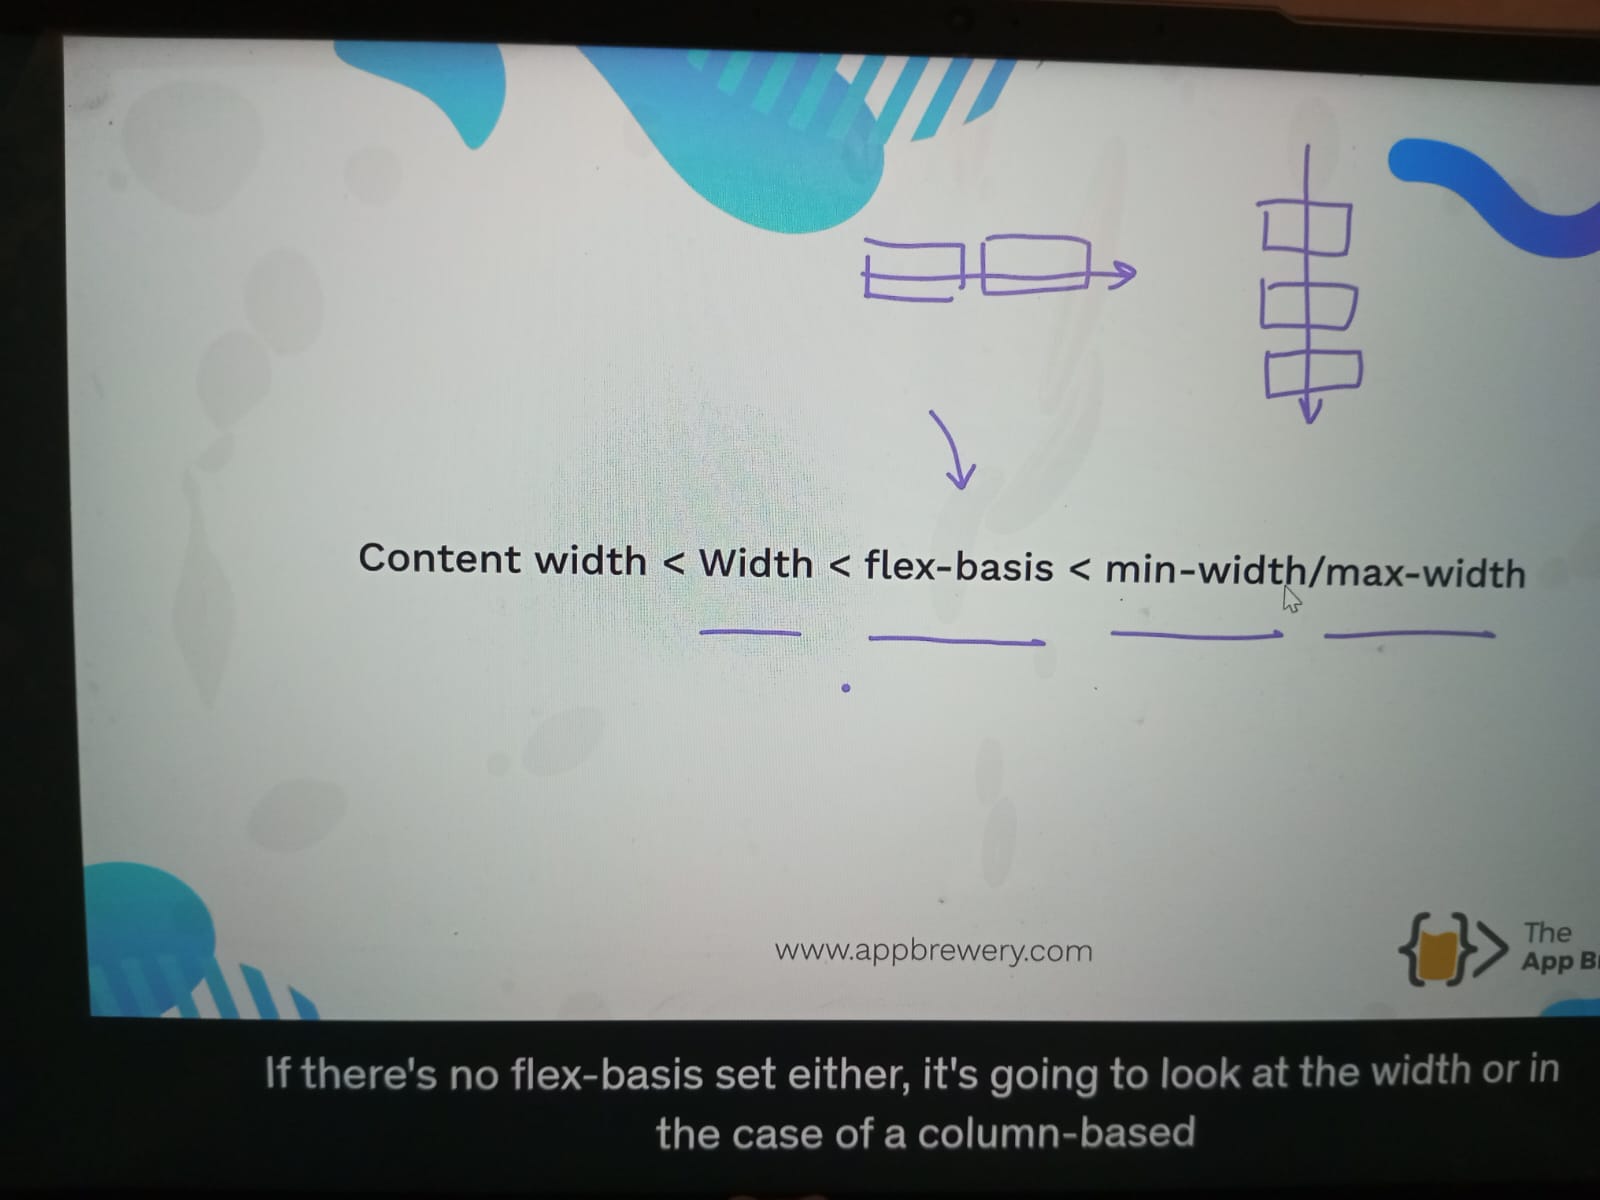 Content width < Width < flex-basis < min-width/max-width
www.appbrewery.com
The
App
If there's no flex-basis set either, it's going to look at the width or in
the case of a column-based